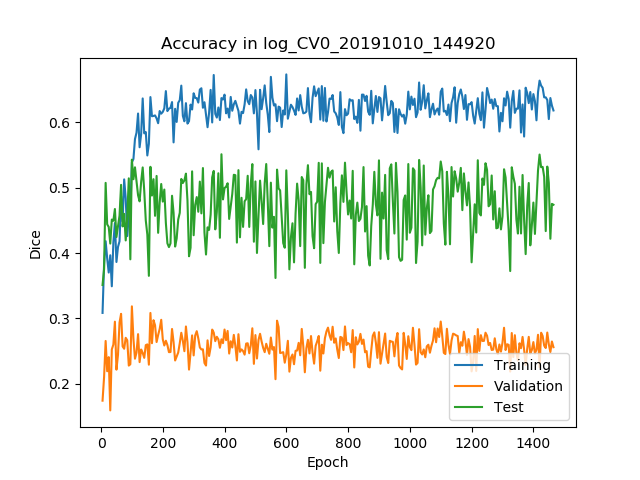 Accuracy in log_CV0_20191010_144920
Dice
0.6
0.5
0.4
0.3
0.2
0 200 400 600 800 1000 1200 1400
Epoch
Training
Validation
Test